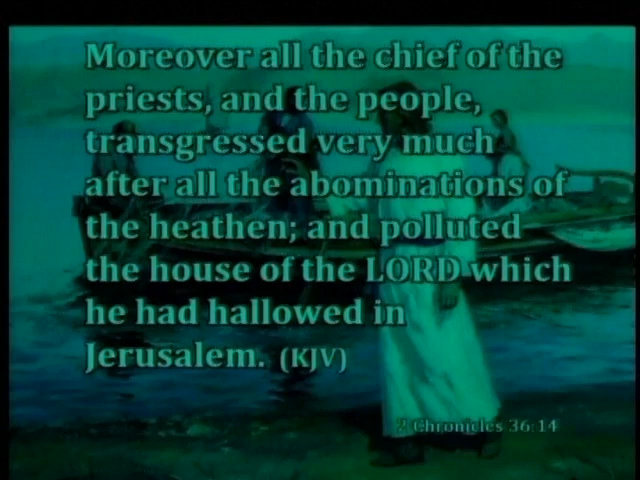 Moreover all the chief of the
priests, and the people,
transgressed very much
after all the abominations of
the heathen; and polluted
the house of the LORD which
he had hallowed in
Jerusalem. (KJV)
2 Chronicles 36:14